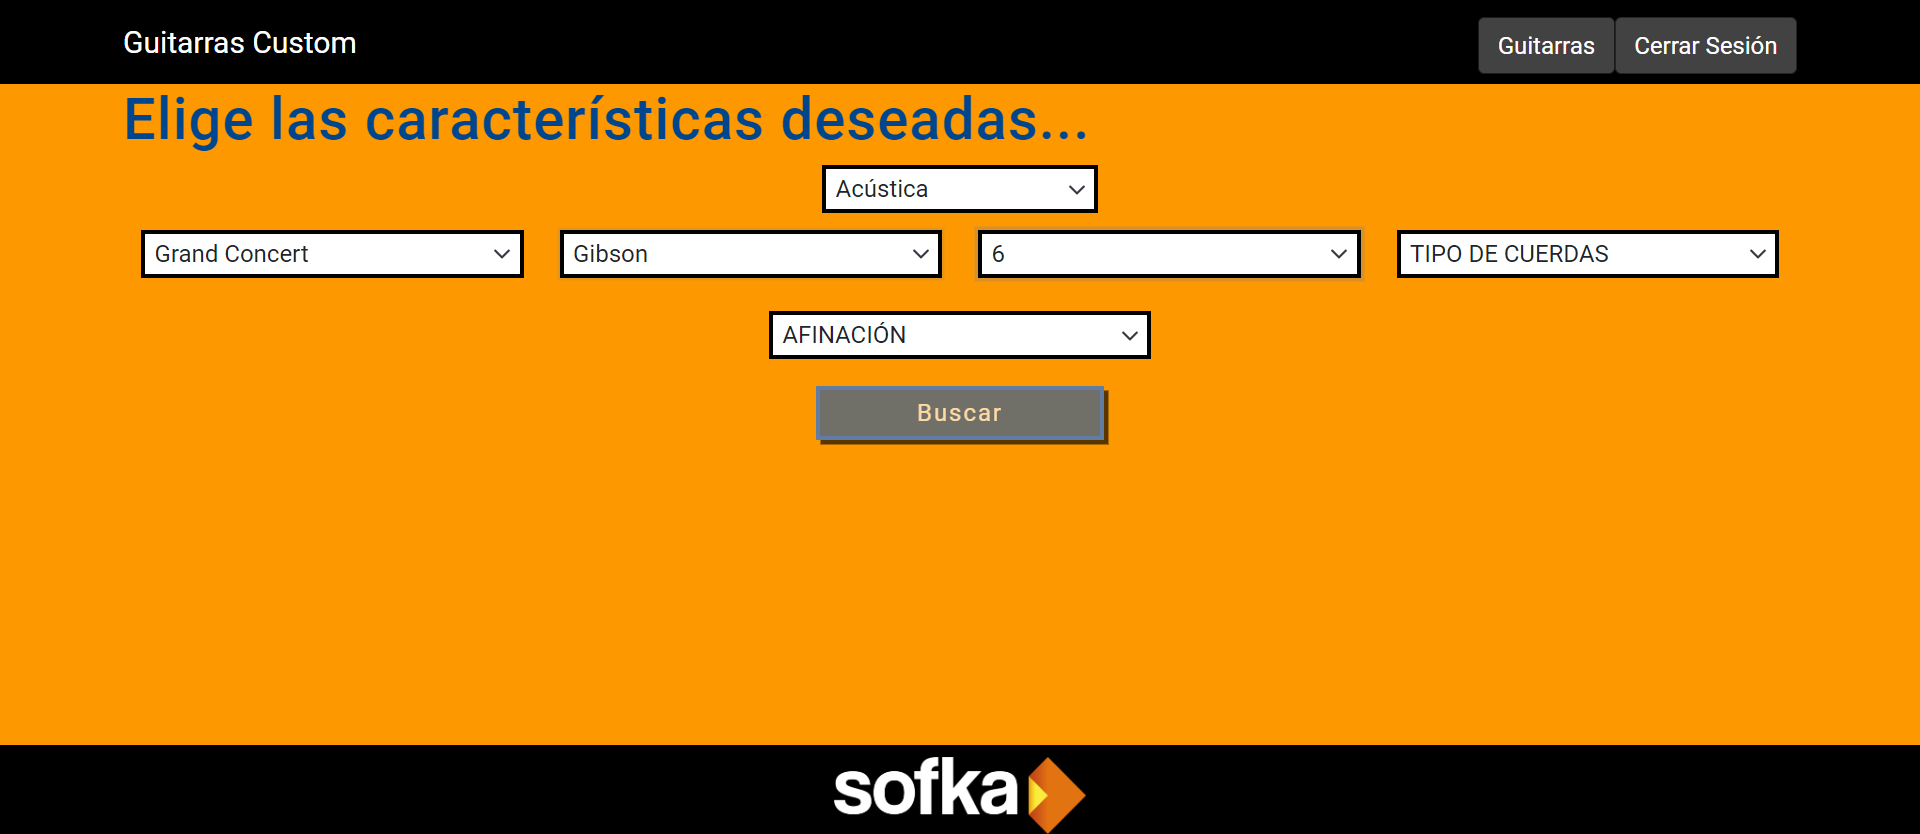 Guitarras Custom
Guitarras
Cerrar Sesión
Elige las características deseadas...
Acústica
Grand Concert
Gibson
6
TIPO DE CUERDAS
AFINACIÓN
Buscar
sofka